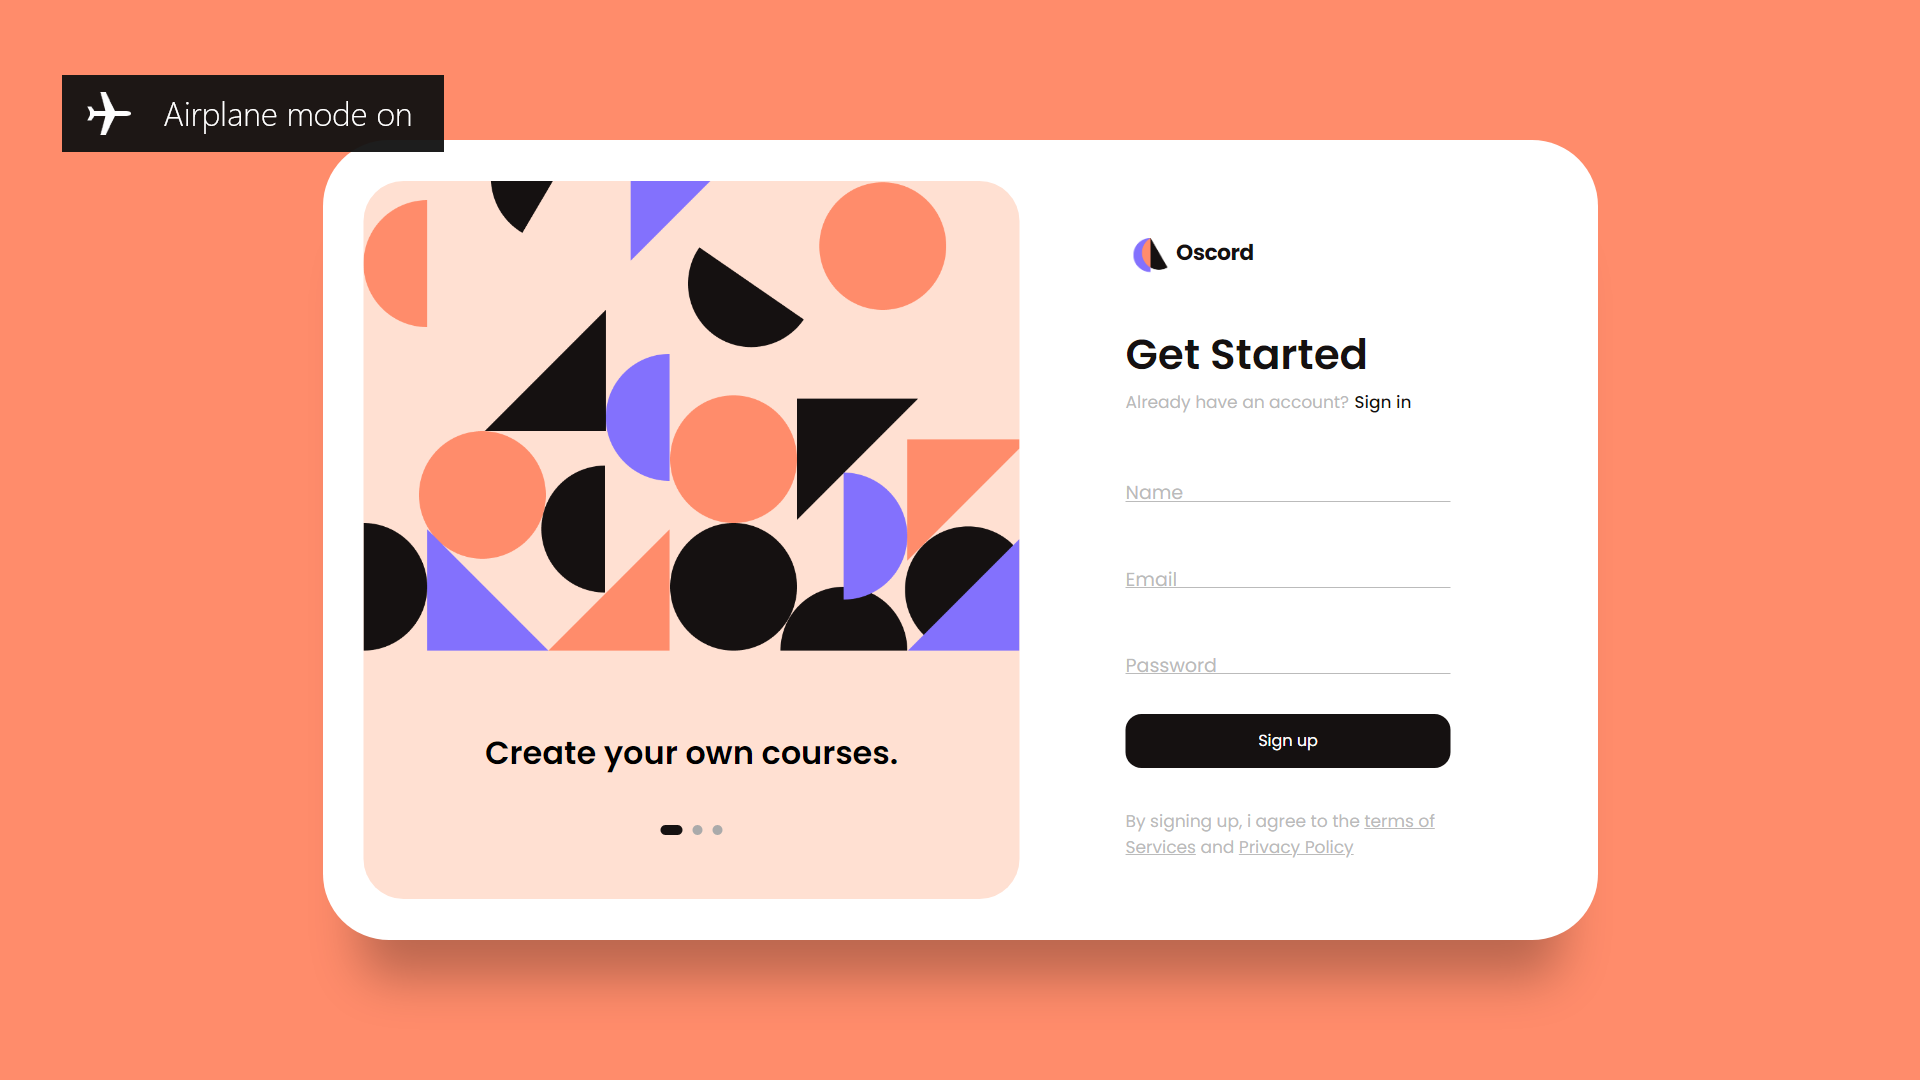 Airplane mode on
Create your own courses.
Oscord
Get Started
Already have an account? Sign in
Name
Email
Password
Sign up
By signing up, i agree to the terms of
Services and Privacy Policy